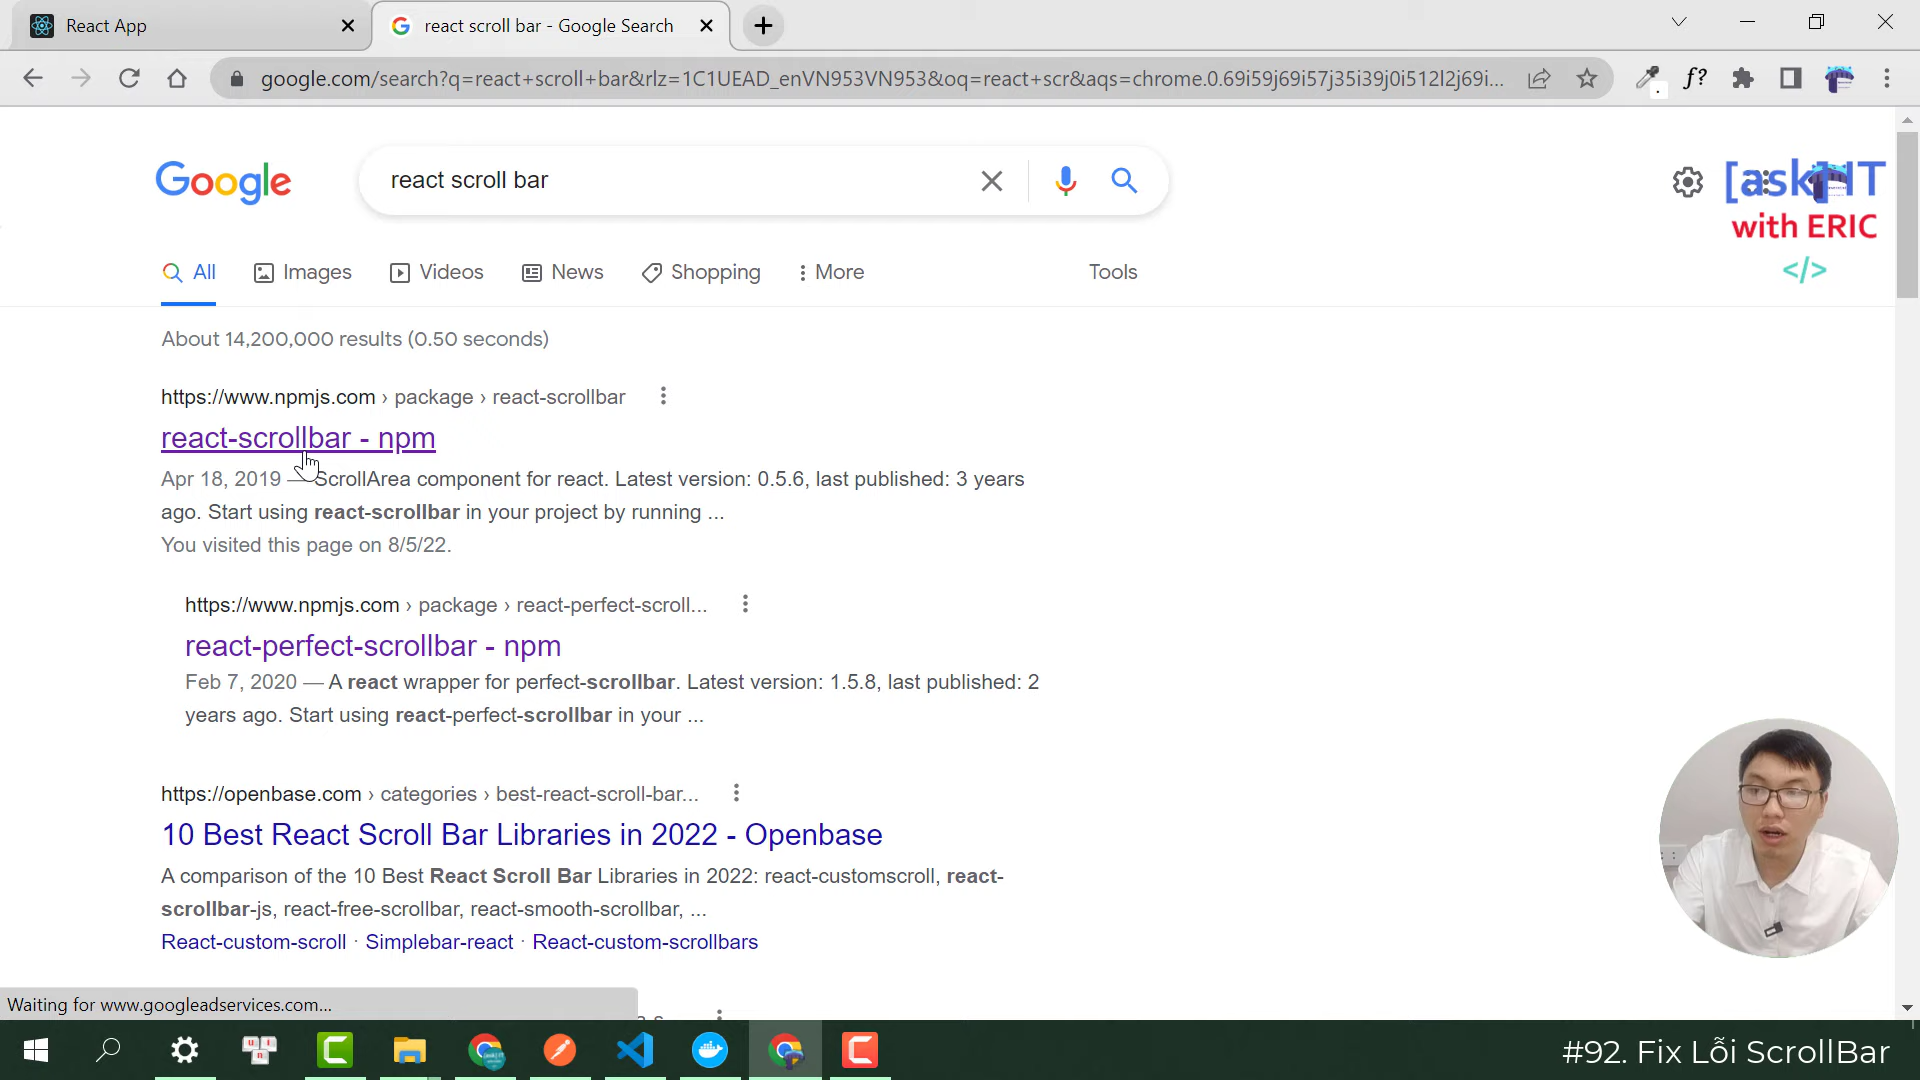 React App
react scroll bar - Google Search
google.com/search?q=react+scroll+bar&rlz=1C1UEAD_enVN953VN953&oq=react+scr&aqs=chrome.0.69i59j69i57j35i39j0i512l2j69i...
f?
Google
react scroll bar
with ERIC
</>
All
Images
Videos
News
Shopping
More
Tools
About 14,200,000 results (0.50 seconds)
https://www.npmjs.com › package › react-scrollbar
react-scrollbar - npm
Apr 18, 2019 — ScrollArea component for react. Latest version: 0.5.6, last published: 3 years
ago. Start using react-scrollbar in your project by running ...
You visited this page on 8/5/22.
https://www.npmjs.com › package › react-perfect-scroll...
react-perfect-scrollbar - npm
Feb 7, 2020 — A react wrapper for perfect-scrollbar. Latest version: 1.5.8, last published: 2
years ago. Start using react-perfect-scrollbar in your ...
https://openbase.com › categories › best-react-scroll-bar...
10 Best React Scroll Bar Libraries in 2022 - Openbase
A comparison of the 10 Best React Scroll Bar Libraries in 2022: react-customscroll, react-
scrollbar-js, react-free-scrollbar, react-smooth-scrollbar, ...
React-custom-scroll · Simplebar-react · React-custom-scrollbars
Waiting for www.googleadservices.com...
#92. Fix Lỗi ScrollBar